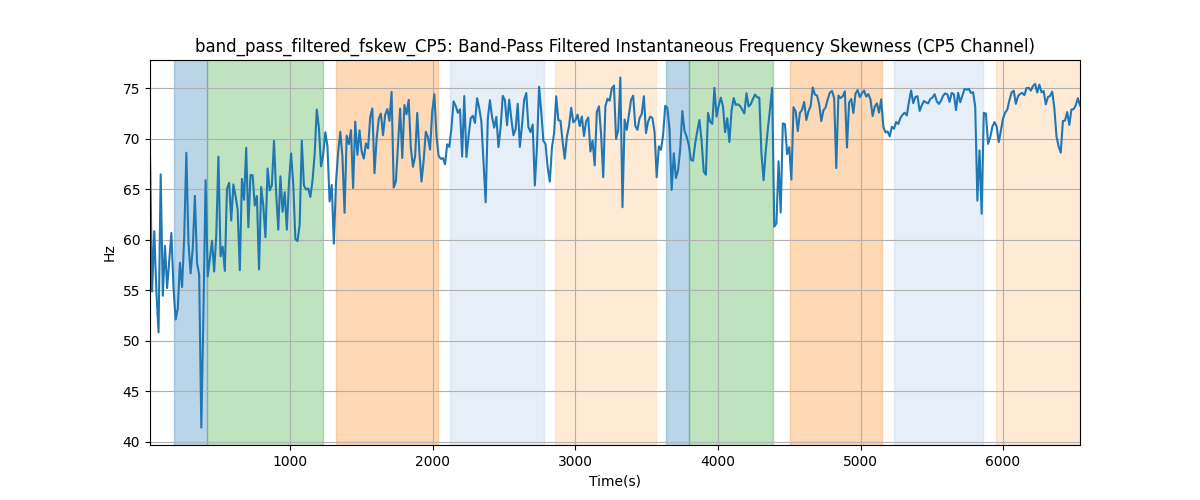 band_pass_filtered_fskew_CP5: Band-Pass Filtered Instantaneous Frequency Skewness (CP5 Channel)
75
70
65
60
55
50
45
40
Hz
1000 2000 3000 4000 5000 6000
Time(s)